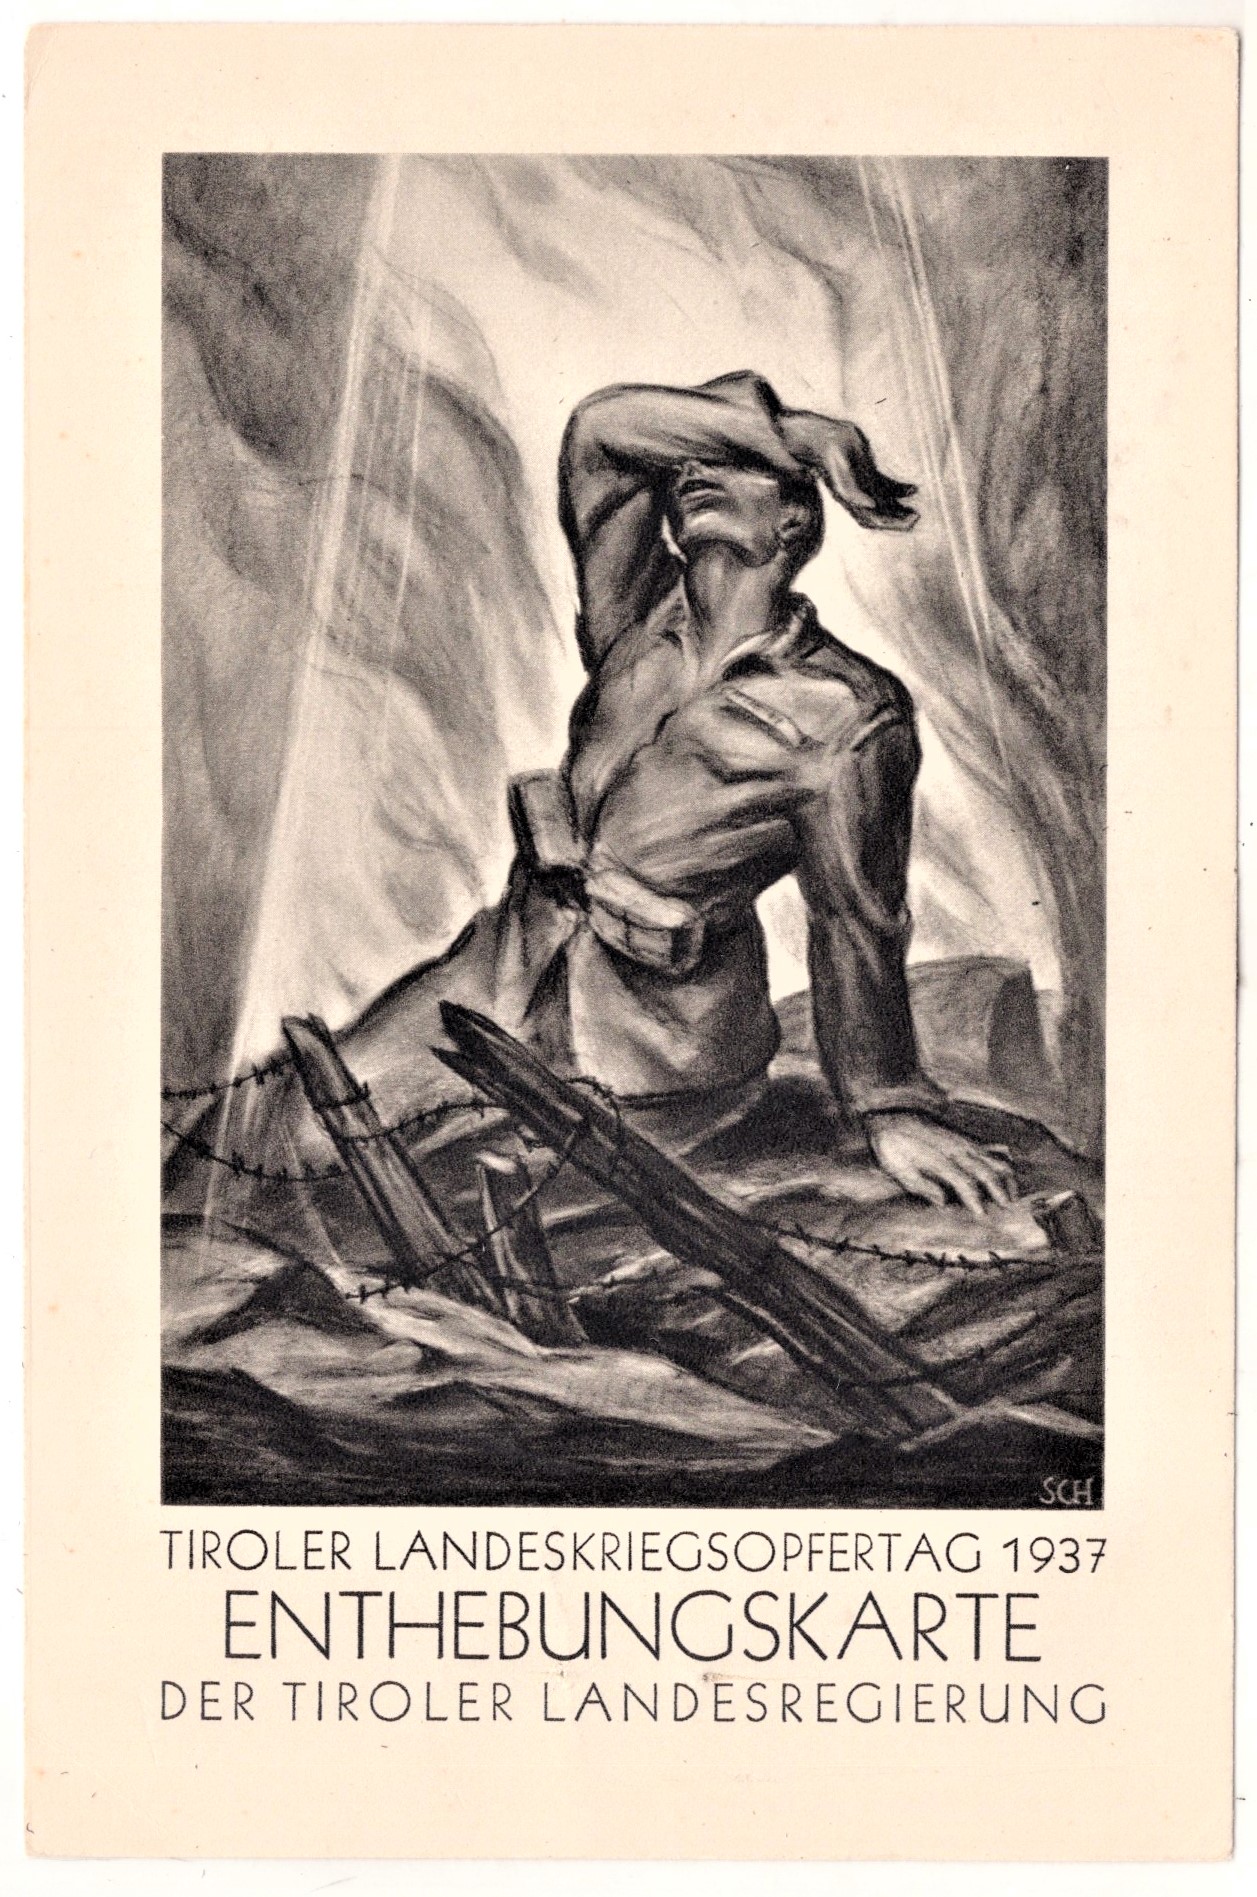 SCH
TIROLER LANDESKRIEGSOPFERTAG 1937
ENTHEBUNGSKARTE
DER TIROLER LANDESREGIERUNG